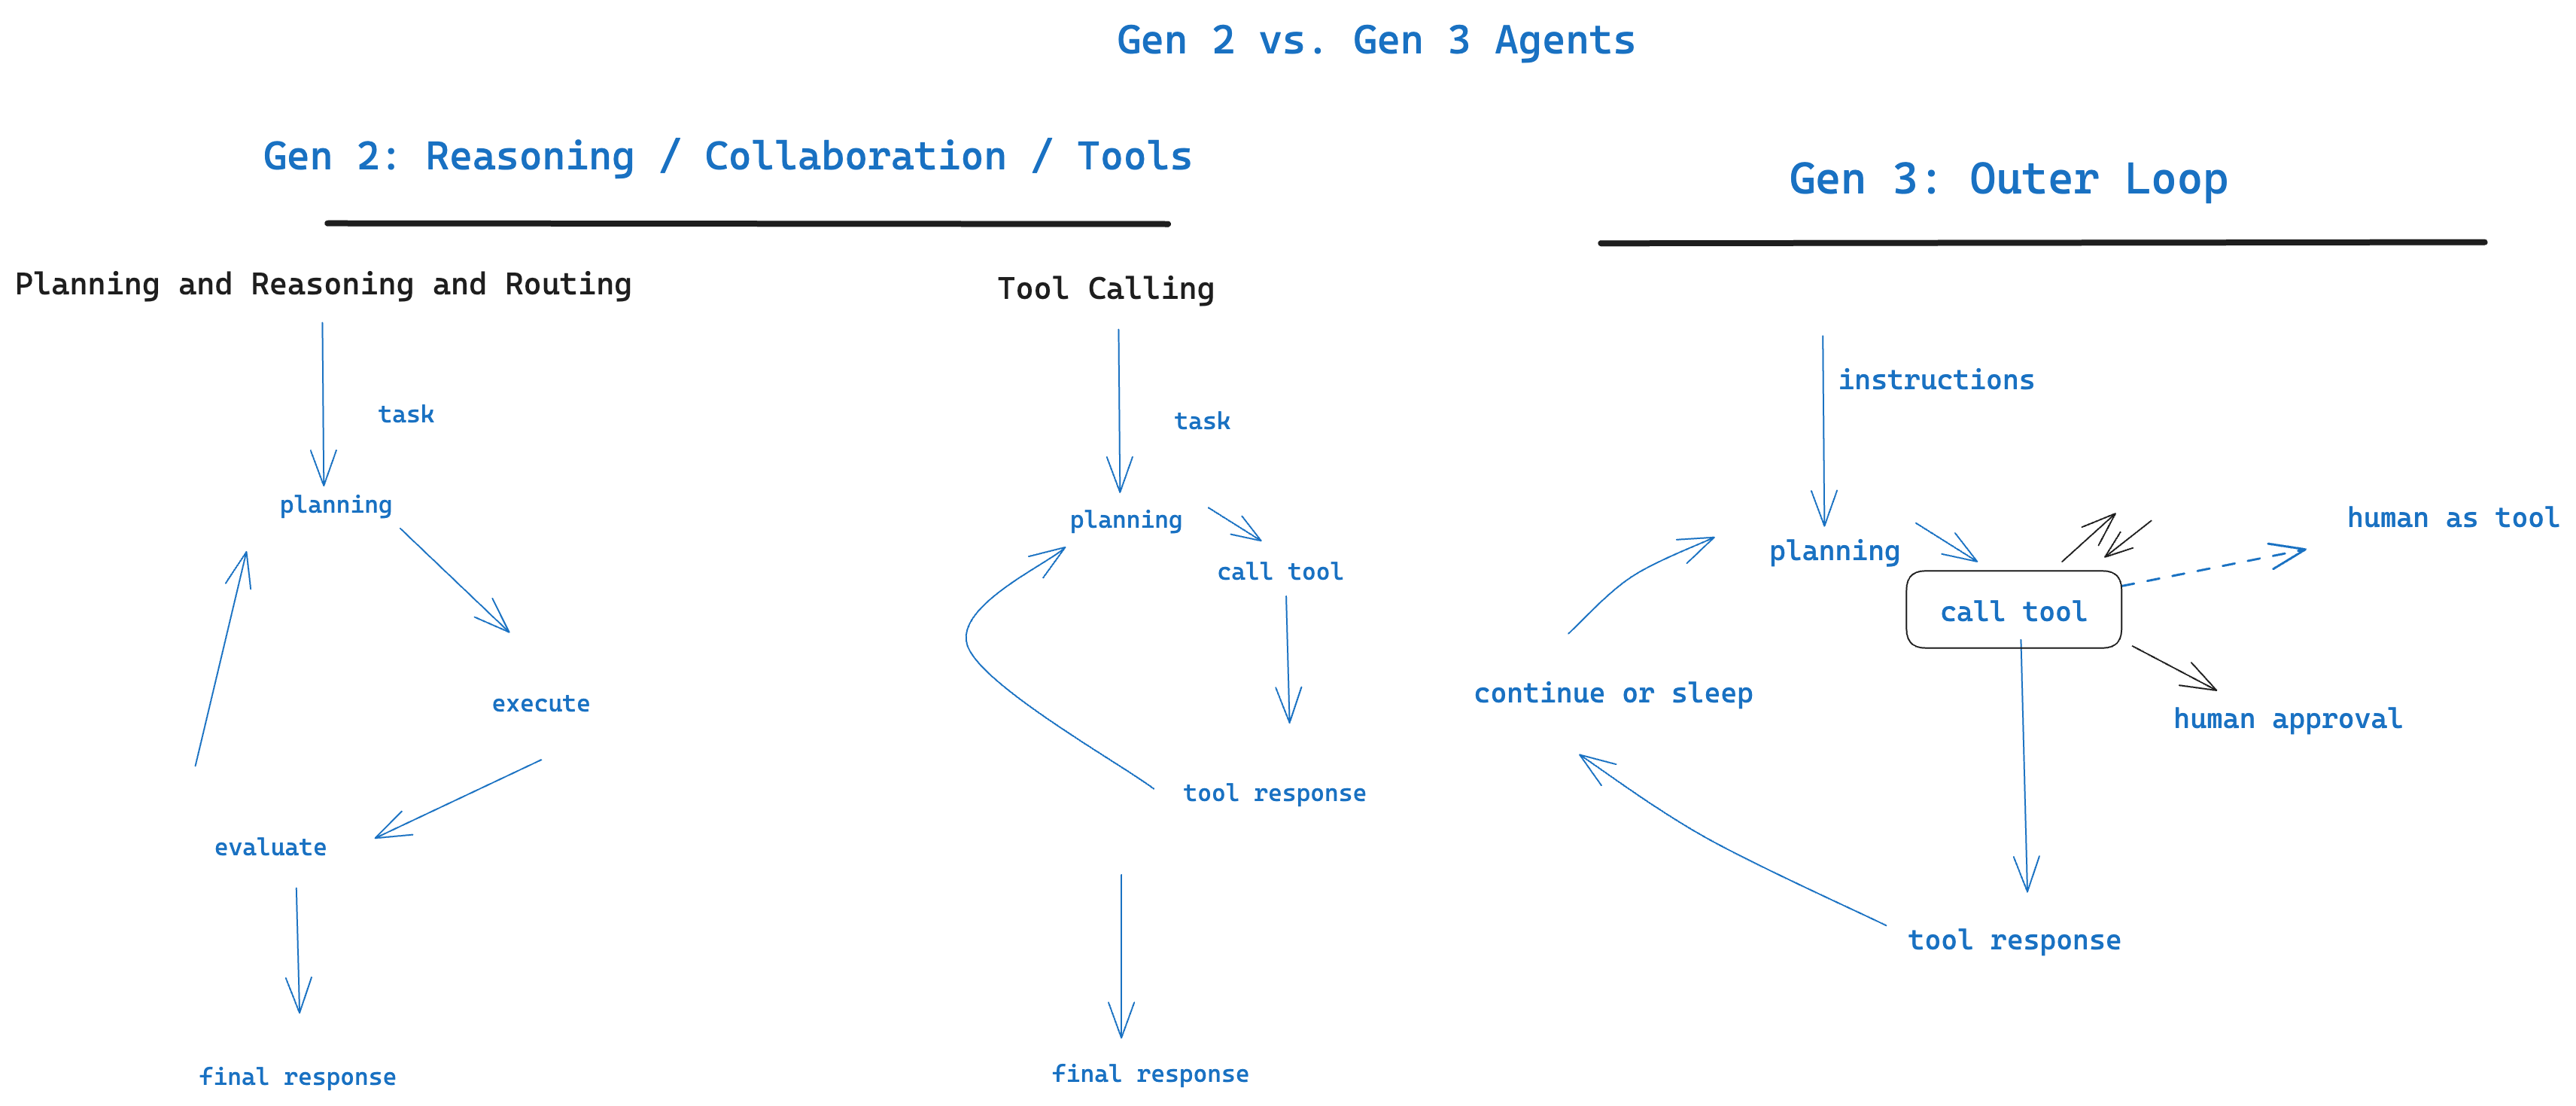 Gen 2 vs. Gen 3 Agents
Gen 2: Reasoning / Collaboration / Tools
Planning and Reasoning and Routing
task
planning
execute
evaluate
final response
Tool Calling
task
planning
call tool
tool response
final response
Gen 3: Outer Loop
instructions
planning
call tool
human as tool
human approval
tool response
continue or sleep